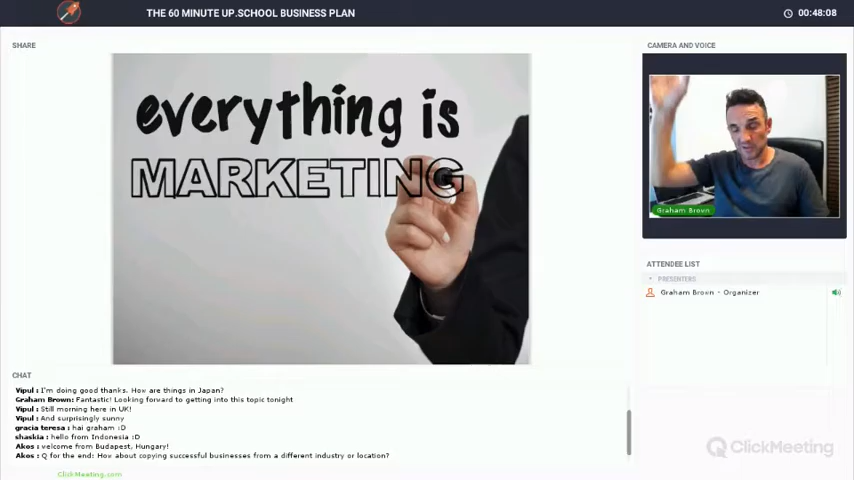 THE 60 MINUTE UP.SCHOOL BUSINESS PLAN
00:48:08
SHARE
everything is
MARKETING
CAMERA AND VOICE
Graham Brown
ATTENDEE LIST
PRESENTERS
Graham Brown - Organizer
CHAT
Vipul : I'm doing good thanks. How are things in Japan?
Graham Brown: Fantastic! Looking forward to getting into this topic tonight
Vipul : Still morning here in UK!
Vipul : And surprisingly sunny
gracia teresa : hai graham :D
shaskia : hello from Indonesia :D
Akos : velcome from Budapest, Hungary!
Akos : Q for the end: How about copying successful businesses from a different industry or location?
ClickMeeting.com
ClickMeeting